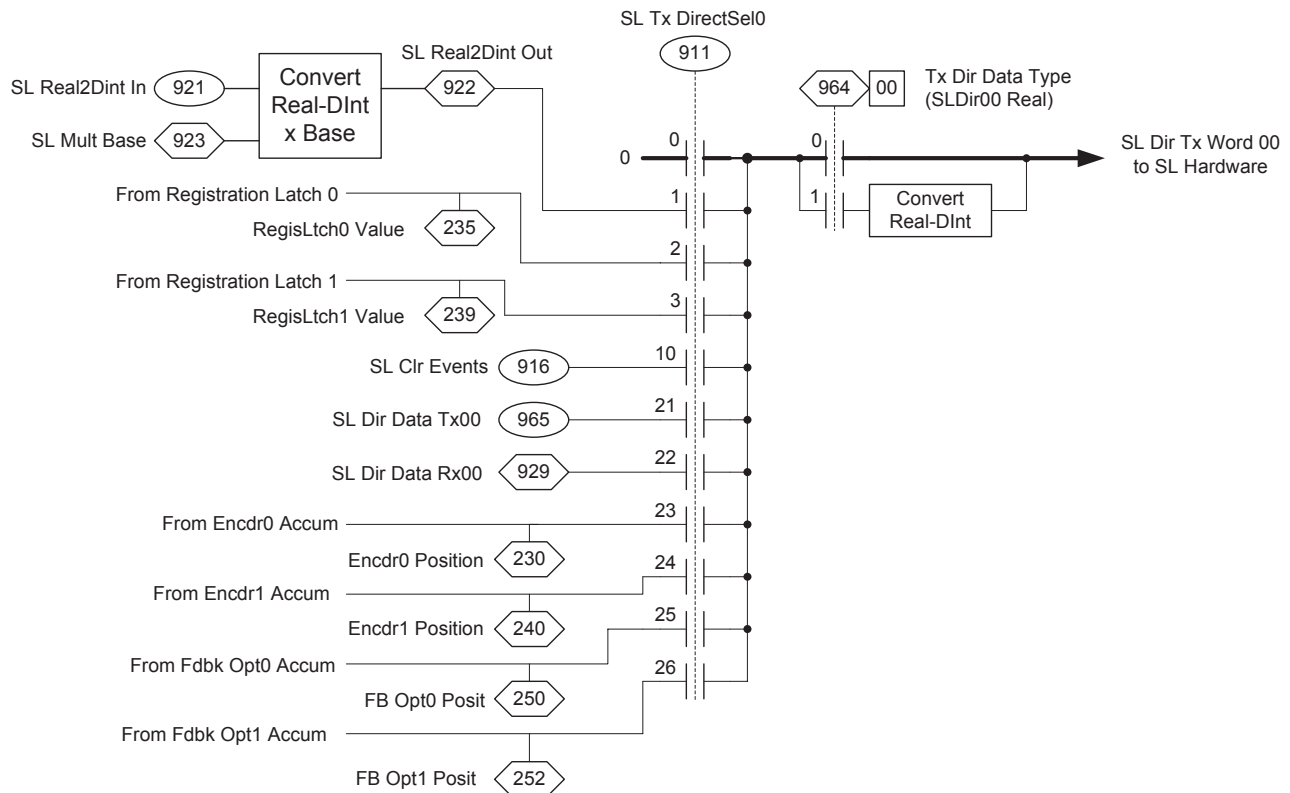 SL Tx DirectSel0
911
SL Real2Dint In
921
SL Mult Base
923
Convert
Real-DInt
x Base
SL Real2Dint Out
922
964
00
Tx Dir Data Type
(SLDir00 Real)
0
0
0
SL Dir Tx Word 00
to SL Hardware
1
1
Convert
Real-DInt
From Registration Latch 0
RegisLtch0 Value
235
2
From Registration Latch 1
RegisLtch1 Value
239
3
SL Clr Events
916
10
SL Dir Data Tx00
965
21
SL Dir Data Rx00
929
22
From Encdr0 Accum
23
Encdr0 Position
230
From Encdr1 Accum
24
Encdr1 Position
240
25
From Fdbk Opt0 Accum
FB Opt0 Posit
250
26
From Fdbk Opt1 Accum
FB Opt1 Posit
252